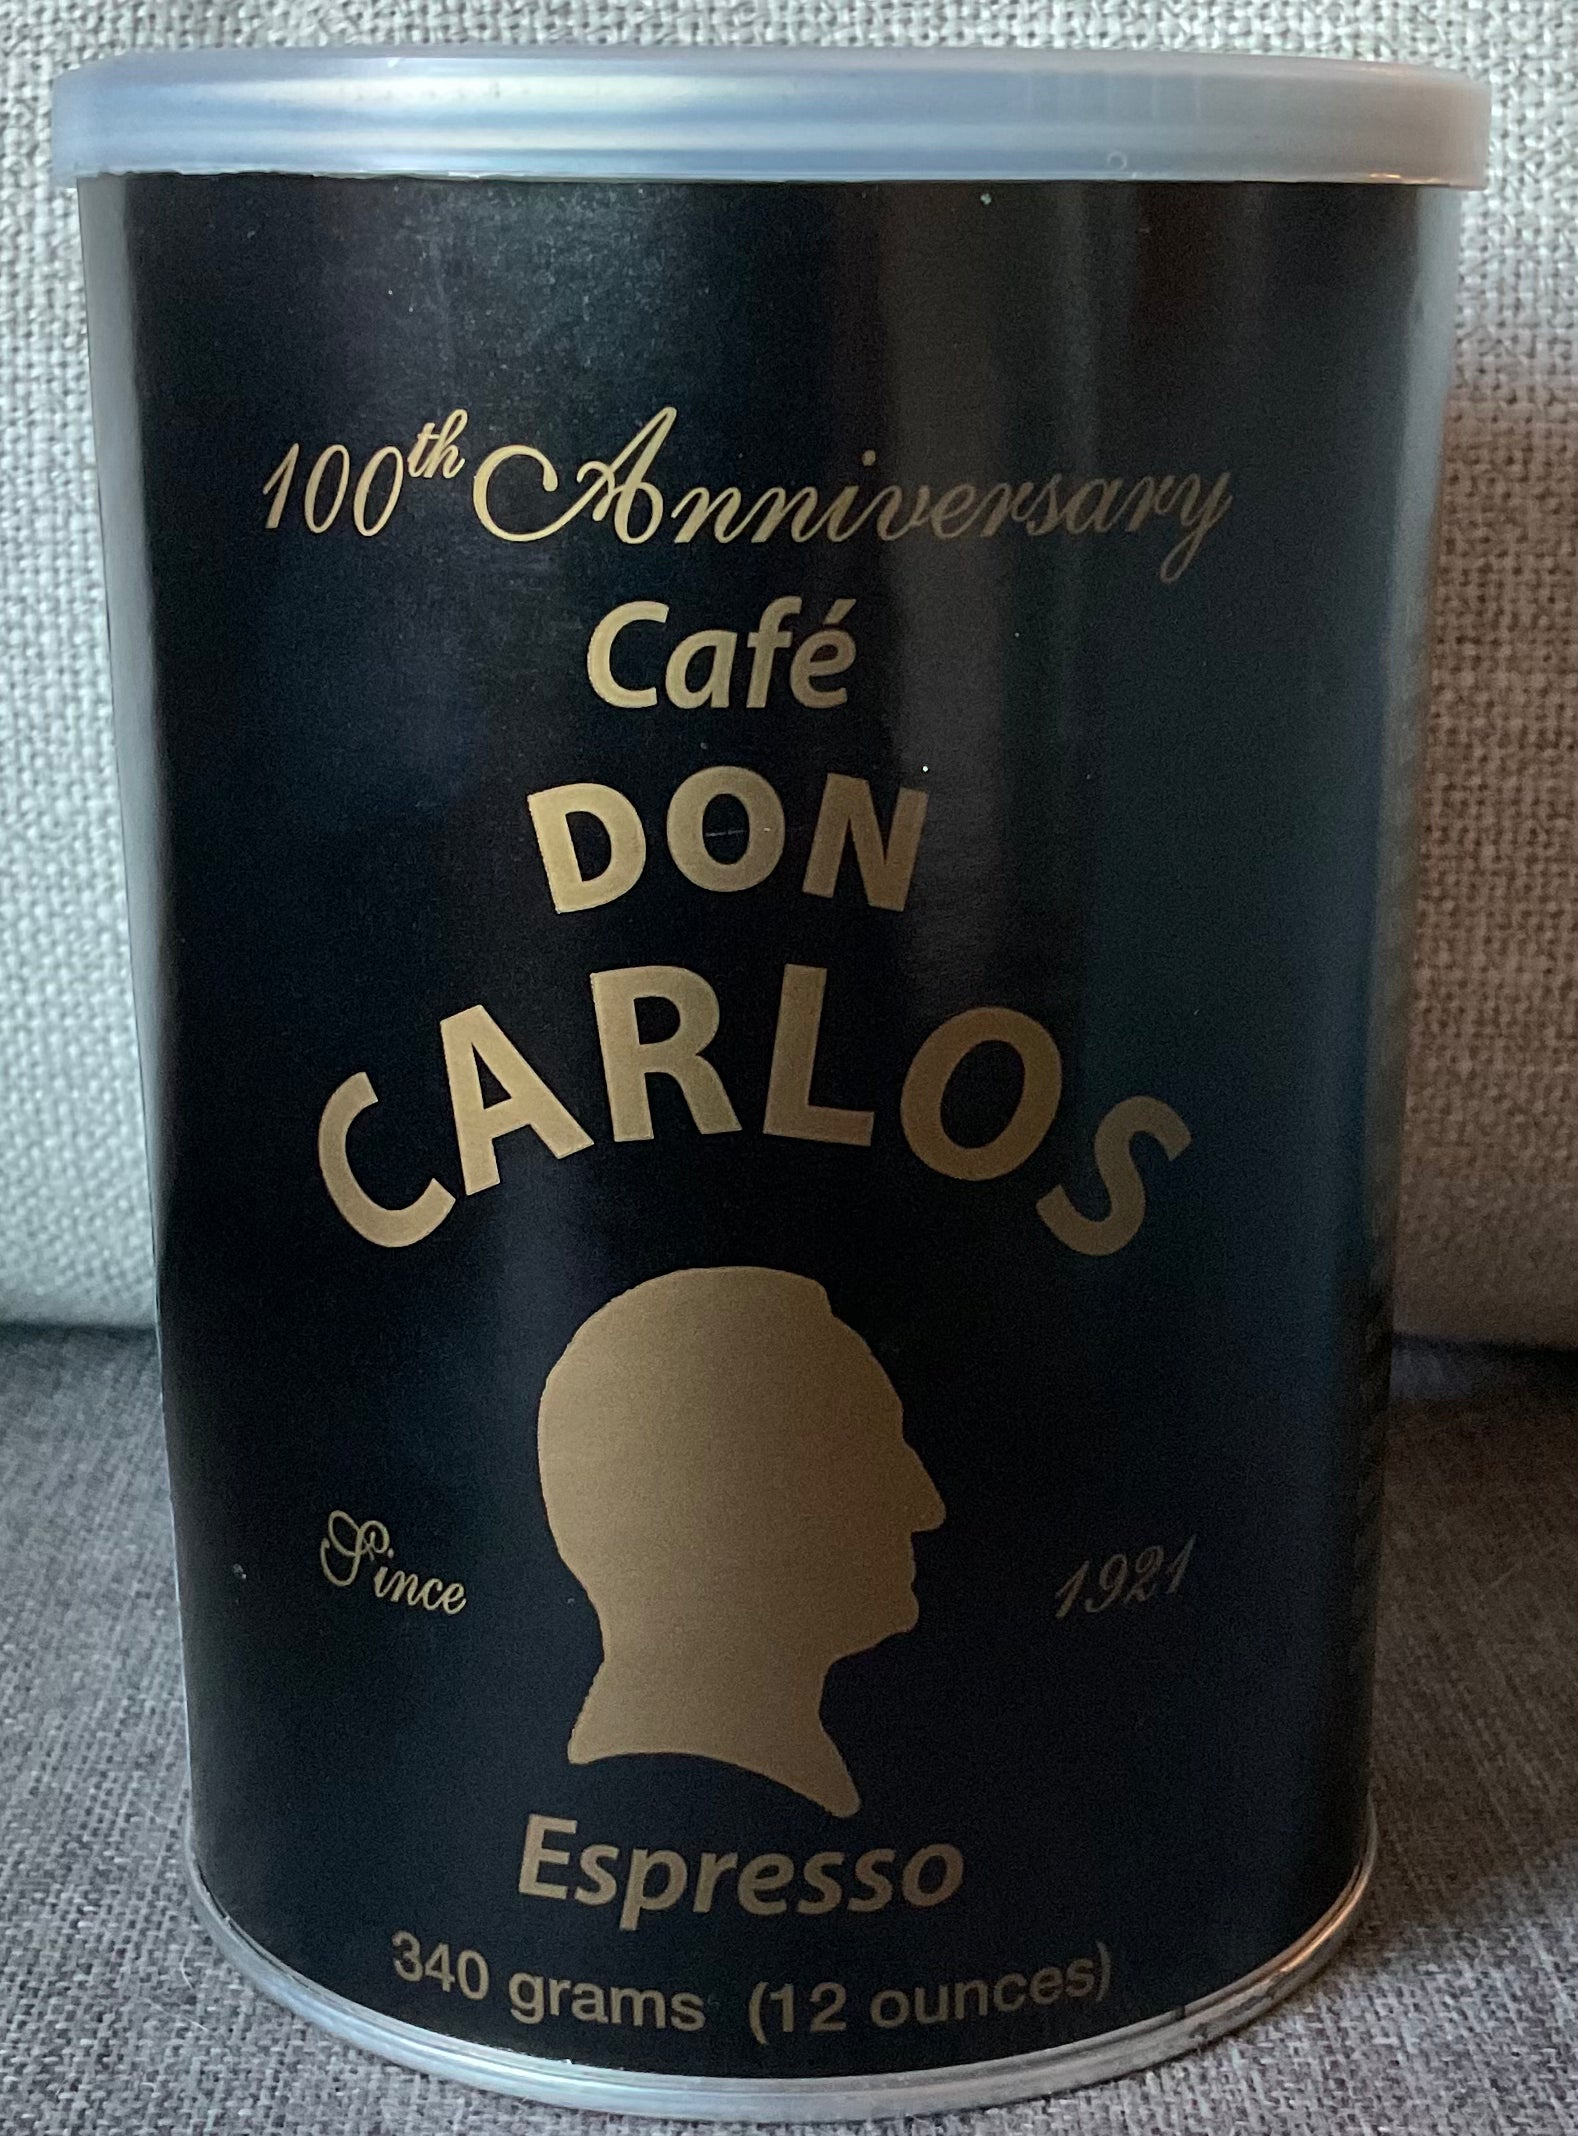 100th Anniversary
Café
DON
CARLOS
Since 1921
Espresso
340 grams (12 ounces)